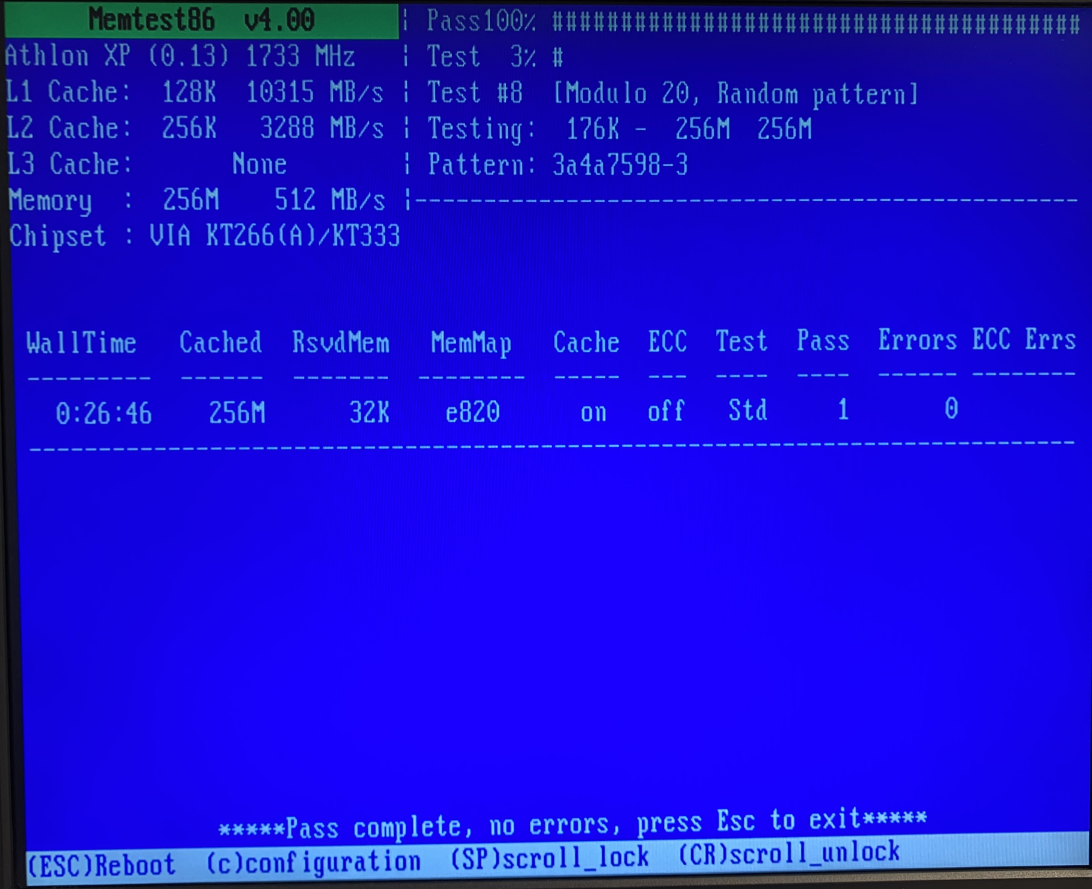 Memtest86 v4.00 | Pass100% #######################################
Athlon XP (0.13) 1733 MHz | Test 3% #
L1 Cache: 128K 10315 MB/s | Test #8 [Modulo 20, Random pattern]
L2 Cache: 256K 3288 MB/s | Testing: 176K - 256M 256M
L3 Cache: None | Pattern: 3a4a7598-3
Memory : 256M 512 MB/s |-------------------------------------------------
Chipset : VIA KT266(A)/KT333
WallTime Cached RsvdMem MemMap Cache ECC Test Pass Errors ECC Errs
--------- ------ ------- -------- ----- --- ---- ---- ------ --------
0:26:46 256M 32K e820 on off Std 1 0
-----------------------------------------------------------------------------
*****Pass complete, no errors, press Esc to exit*****
(ESC)Reboot (c)configuration (SP)scroll_lock (CR)scroll_unlock